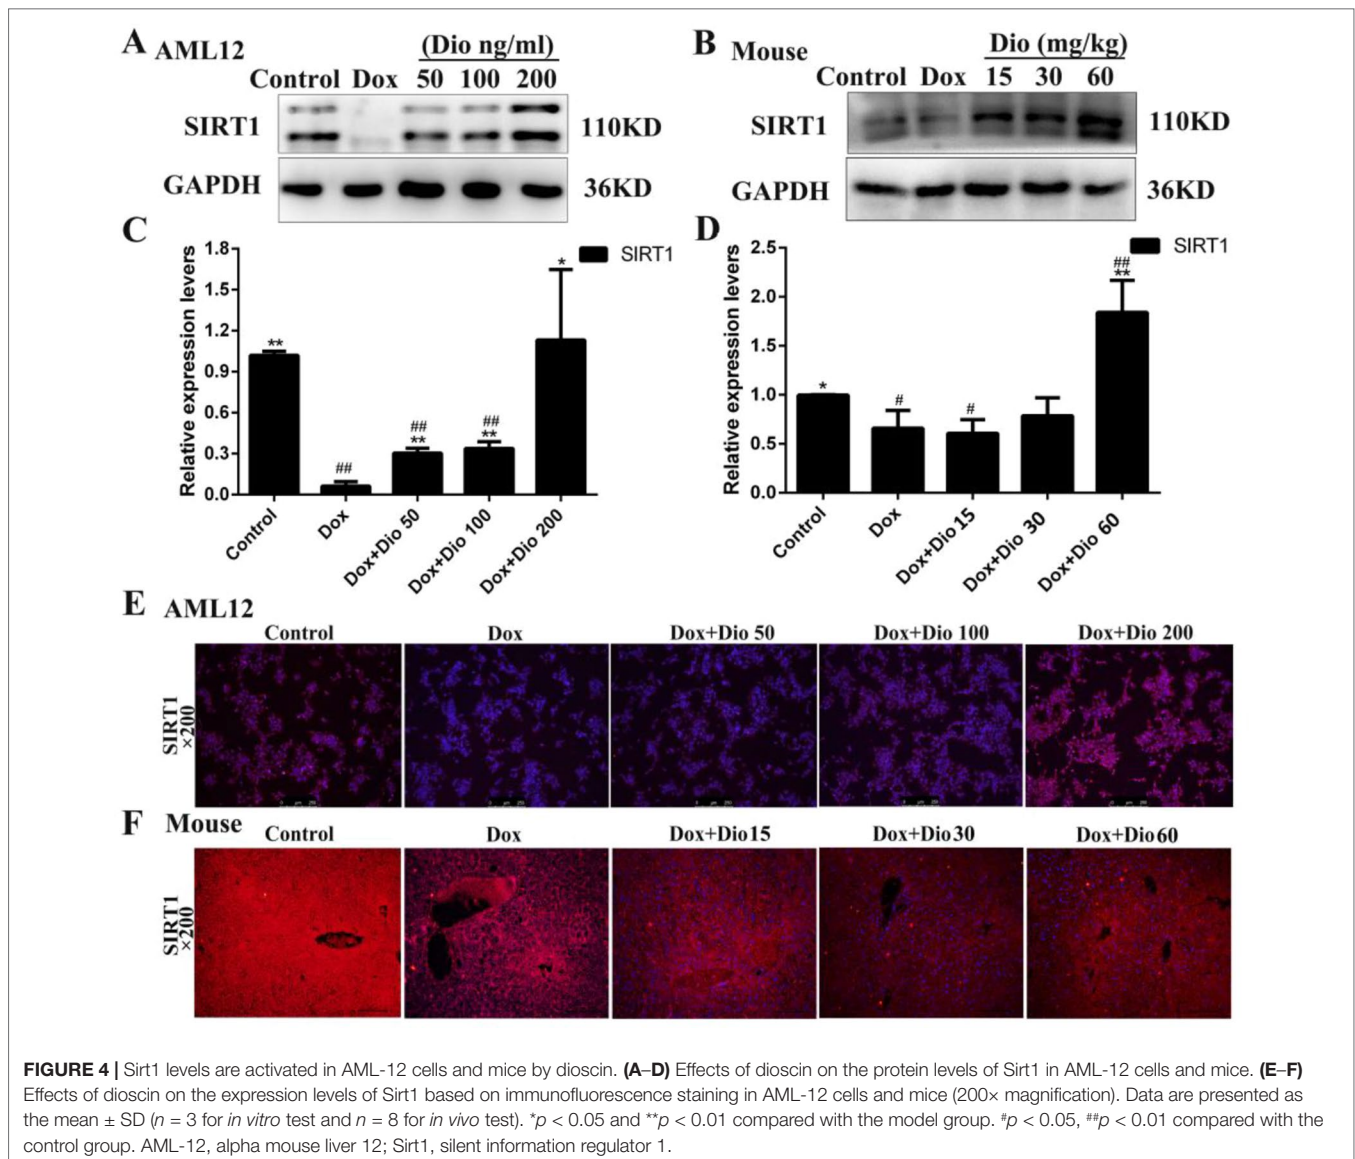 A AML12
(Dio ng/ml)
Control Dox 50 100 200
SIRT1 110KD
GAPDH 36KD
B Mouse
Dio (mg/kg)
Control Dox 15 30 60
SIRT1 110KD
GAPDH 36KD
C
SIRT1
Relative expression levers
1.8
1.5
1.2
0.9
0.6
0.3
0.0
** ## ## ** ## ** *
Control Dox Dox+Dio 50 Dox+Dio 100 Dox+Dio 200
D
SIRT1
Relative expression levers
2.5
2.0
1.5
1.0
0.5
0.0
* # # ## **
Control Dox Dox+Dio 15 Dox+Dio 30 Dox+Dio 60
E AML12
Control Dox Dox+Dio 50 Dox+Dio 100 Dox+Dio 200
SIRT1
×200
F Mouse
Control Dox Dox+Dio15 Dox+Dio30 Dox+Dio60
SIRT1
×200
FIGURE 4 | Sirt1 levels are activated in AML-12 cells and mice by dioscin. (A–D) Effects of dioscin on the protein levels of Sirt1 in AML-12 cells and mice. (E–F)
Effects of dioscin on the expression levels of Sirt1 based on immunofluorescence staining in AML-12 cells and mice (200× magnification). Data are presented as
the mean ± SD (n = 3 for in vitro test and n = 8 for in vivo test). *p < 0.05 and **p < 0.01 compared with the model group. #p < 0.05, ##p < 0.01 compared with the
control group. AML-12, alpha mouse liver 12; Sirt1, silent information regulator 1.